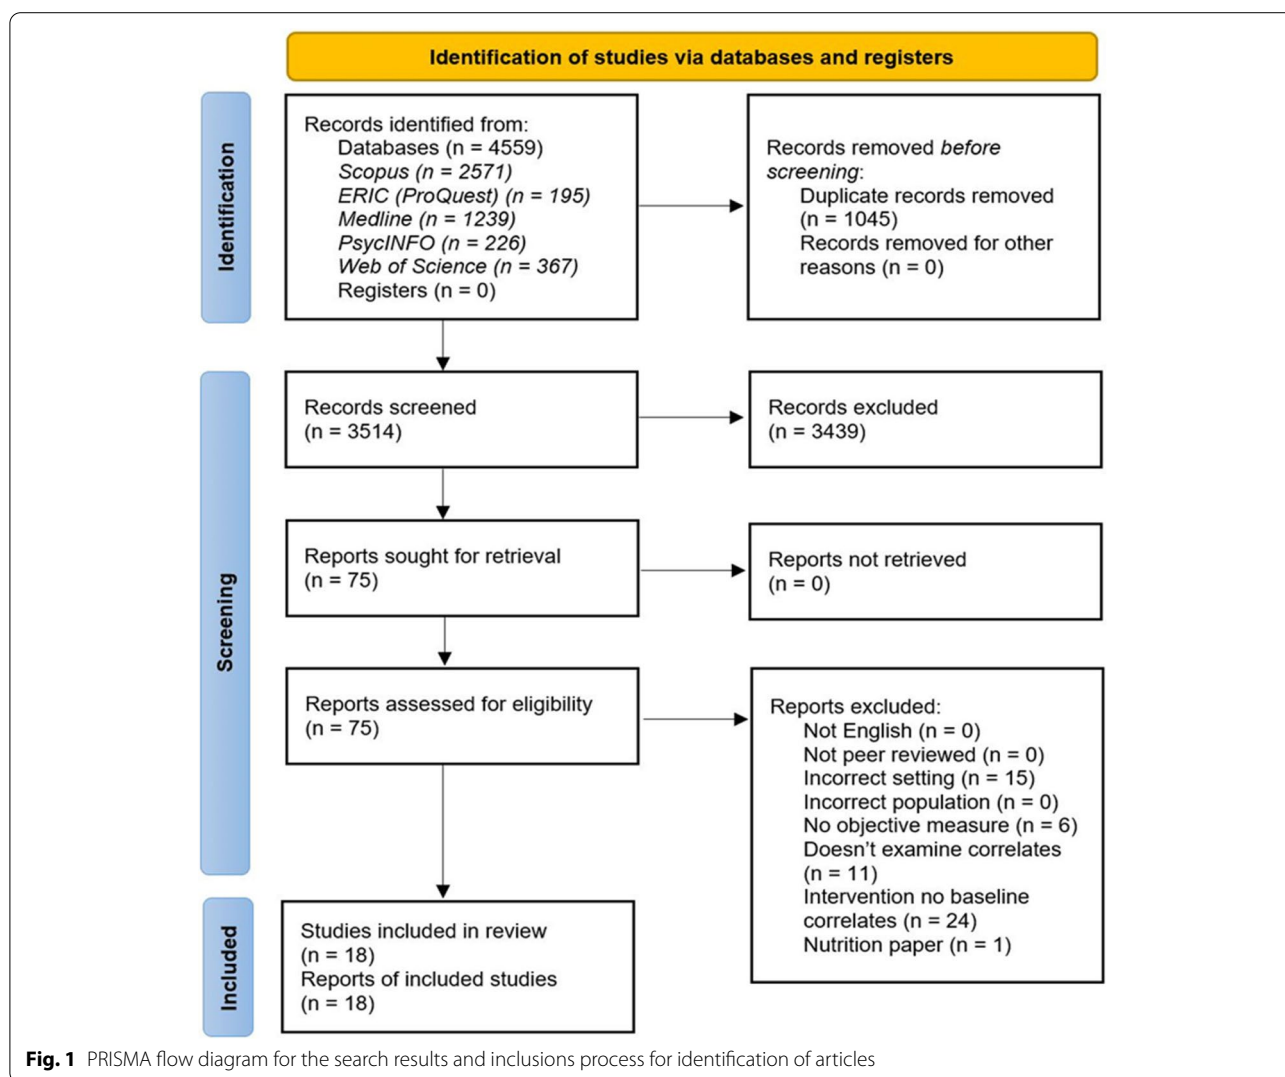 Identification of studies via databases and registers
Identification
Records identified from:
Databases (n = 4559)
Scopus (n = 2571)
ERIC (ProQuest) (n = 195)
Medline (n = 1239)
PsycINFO (n = 226)
Web of Science (n = 367)
Registers (n = 0)
Records removed before
screening:
Duplicate records removed
(n = 1045)
Records removed for other
reasons (n = 0)
Screening
Records screened
(n = 3514)
Records excluded
(n = 3439)
Reports sought for retrieval
(n = 75)
Reports not retrieved
(n = 0)
Reports assessed for eligibility
(n = 75)
Reports excluded:
Not English (n = 0)
Not peer reviewed (n = 0)
Incorrect setting (n = 15)
Incorrect population (n = 0)
No objective measure (n = 6)
Doesn't examine correlates
(n = 11)
Intervention no baseline
correlates (n = 24)
Nutrition paper (n = 1)
Included
Studies included in review
(n = 18)
Reports of included studies
(n = 18)
Fig. 1 PRISMA flow diagram for the search results and inclusions process for identification of articles